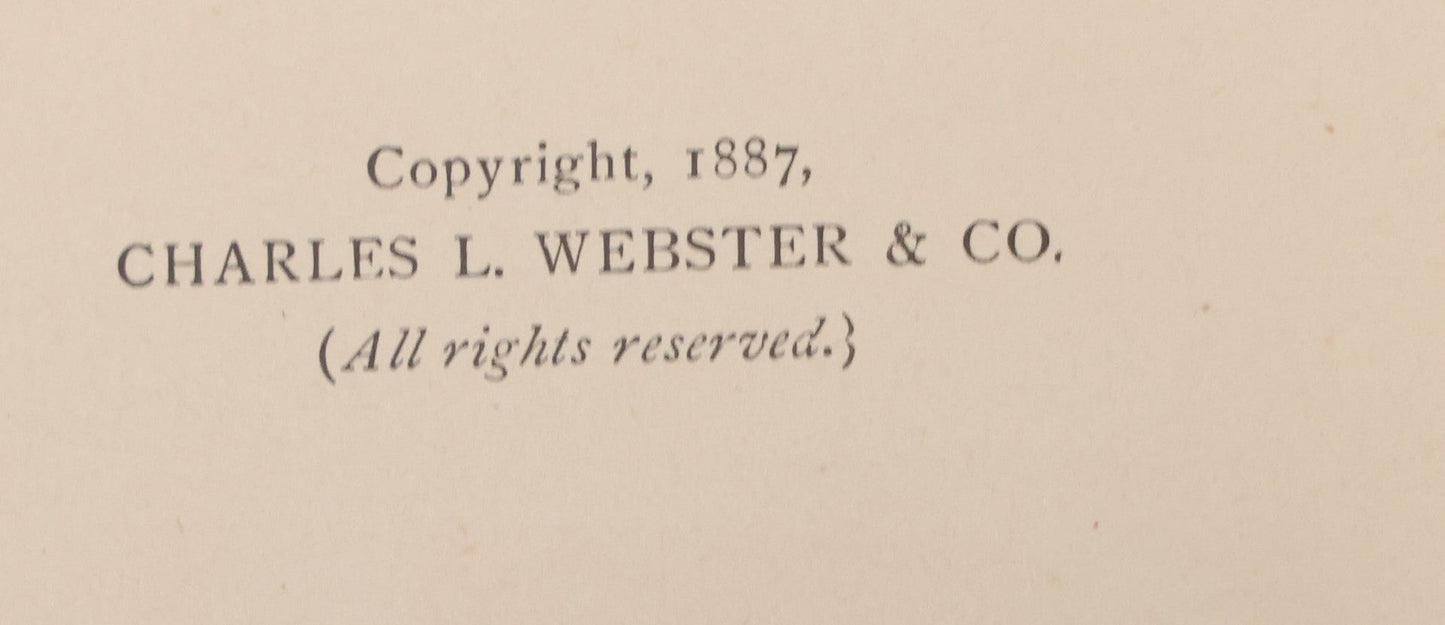 Copyright, 1887,
CHARLES L. WEBSTER & CO.
(All rights reserved.}